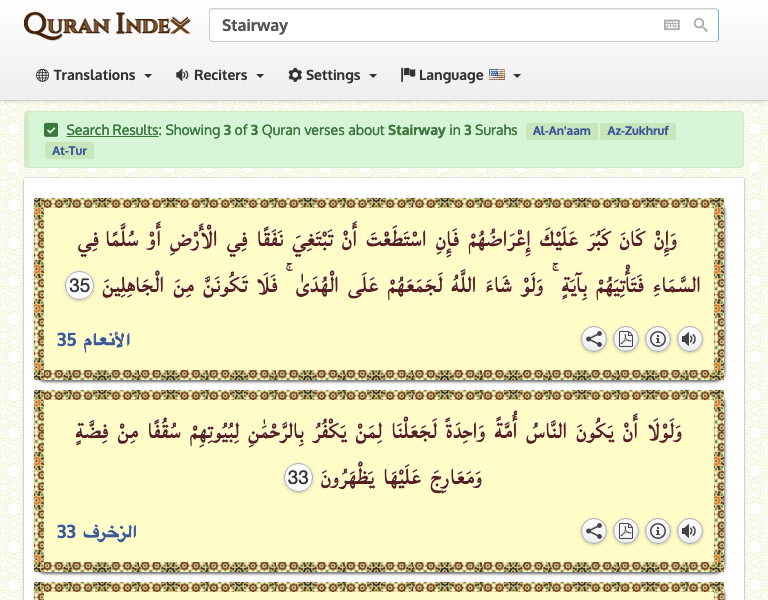 QURAN INDEX
Stairway
Translations Reciters Settings Language
Search Results: Showing 3 of 3 Quran verses about Stairway in 3 Surahs Al-An'aam Az-Zukhruf
At-Tur
وَإِنْ كَانَ كَبُرَ عَلَيْكَ إِعْرَاضُهُمْ فَإِنِ اسْتَطَعْتَ أَنْ تَبْتَغِيَ نَفَقًا فِي الْأَرْضِ أَوْ سُلَّمًا فِي
السَّمَاءِ فَتَأْتِيَهُمْ بِآيَةٍ ۚ وَلَوْ شَاءَ اللَّهُ لَجَمَعَهُمْ عَلَى الْهُدَىٰ ۚ فَلَا تَكُونَنَّ مِنَ الْجَاهِلِينَ 35
الأنعام 35
وَلَوْلَا أَنْ يَكُونَ النَّاسُ أُمَّةً وَاحِدَةً لَجَعَلْنَا لِمَنْ يَكْفُرُ بِالرَّحْمَٰنِ لِبُيُوتِهِمْ سُقُفًا مِنْ فِضَّةٍ
وَمَعَارِجَ عَلَيْهَا يَظْهَرُونَ 33
الزخرف 33